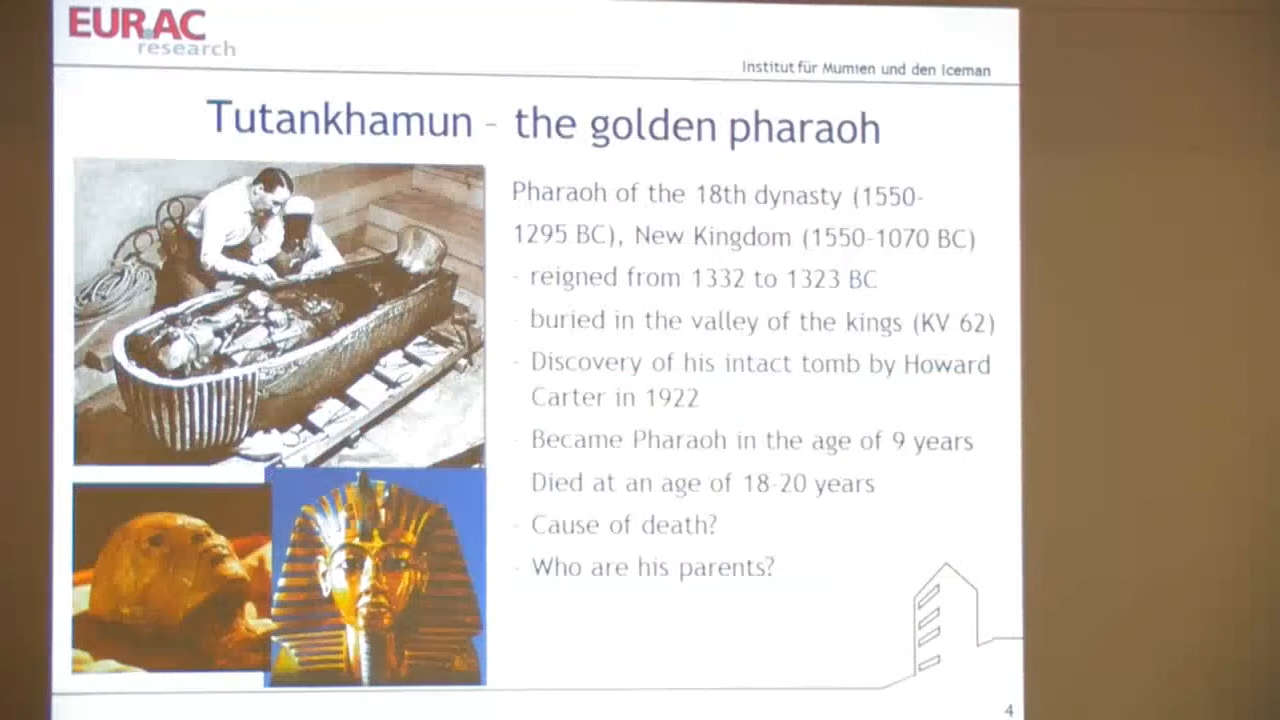 EURAC
research
Institut für Mumien und den Iceman
Tutankhamun - the golden pharaoh
Pharaoh of the 18th dynasty (1550-
1295 BC), New Kingdom (1550-1070 BC)
- reigned from 1332 to 1323 BC
- buried in the valley of the kings (KV 62)
- Discovery of his intact tomb by Howard
Carter in 1922
- Became Pharaoh in the age of 9 years
Died at an age of 18-20 years
- Cause of death?
- Who are his parents?
4